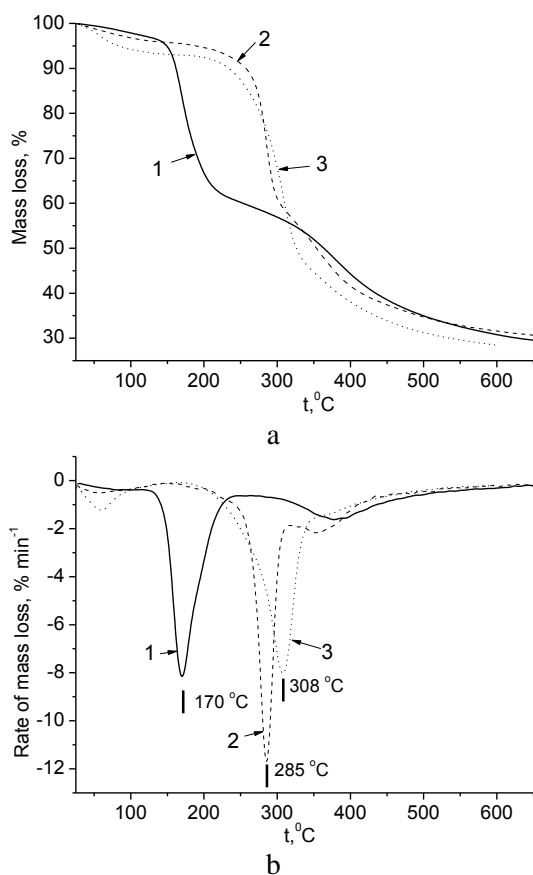 100
90
80
70
60
50
40
30
Mass loss, %
1
2
3
100 200 300 400 500 600
t,⁰C
a
0
-2
-4
-6
-8
-10
-12
Rate of mass loss, % min⁻¹
1
170 ⁰C
2
285 ⁰C
3
308 ⁰C
100 200 300 400 500 600
t,⁰C
b